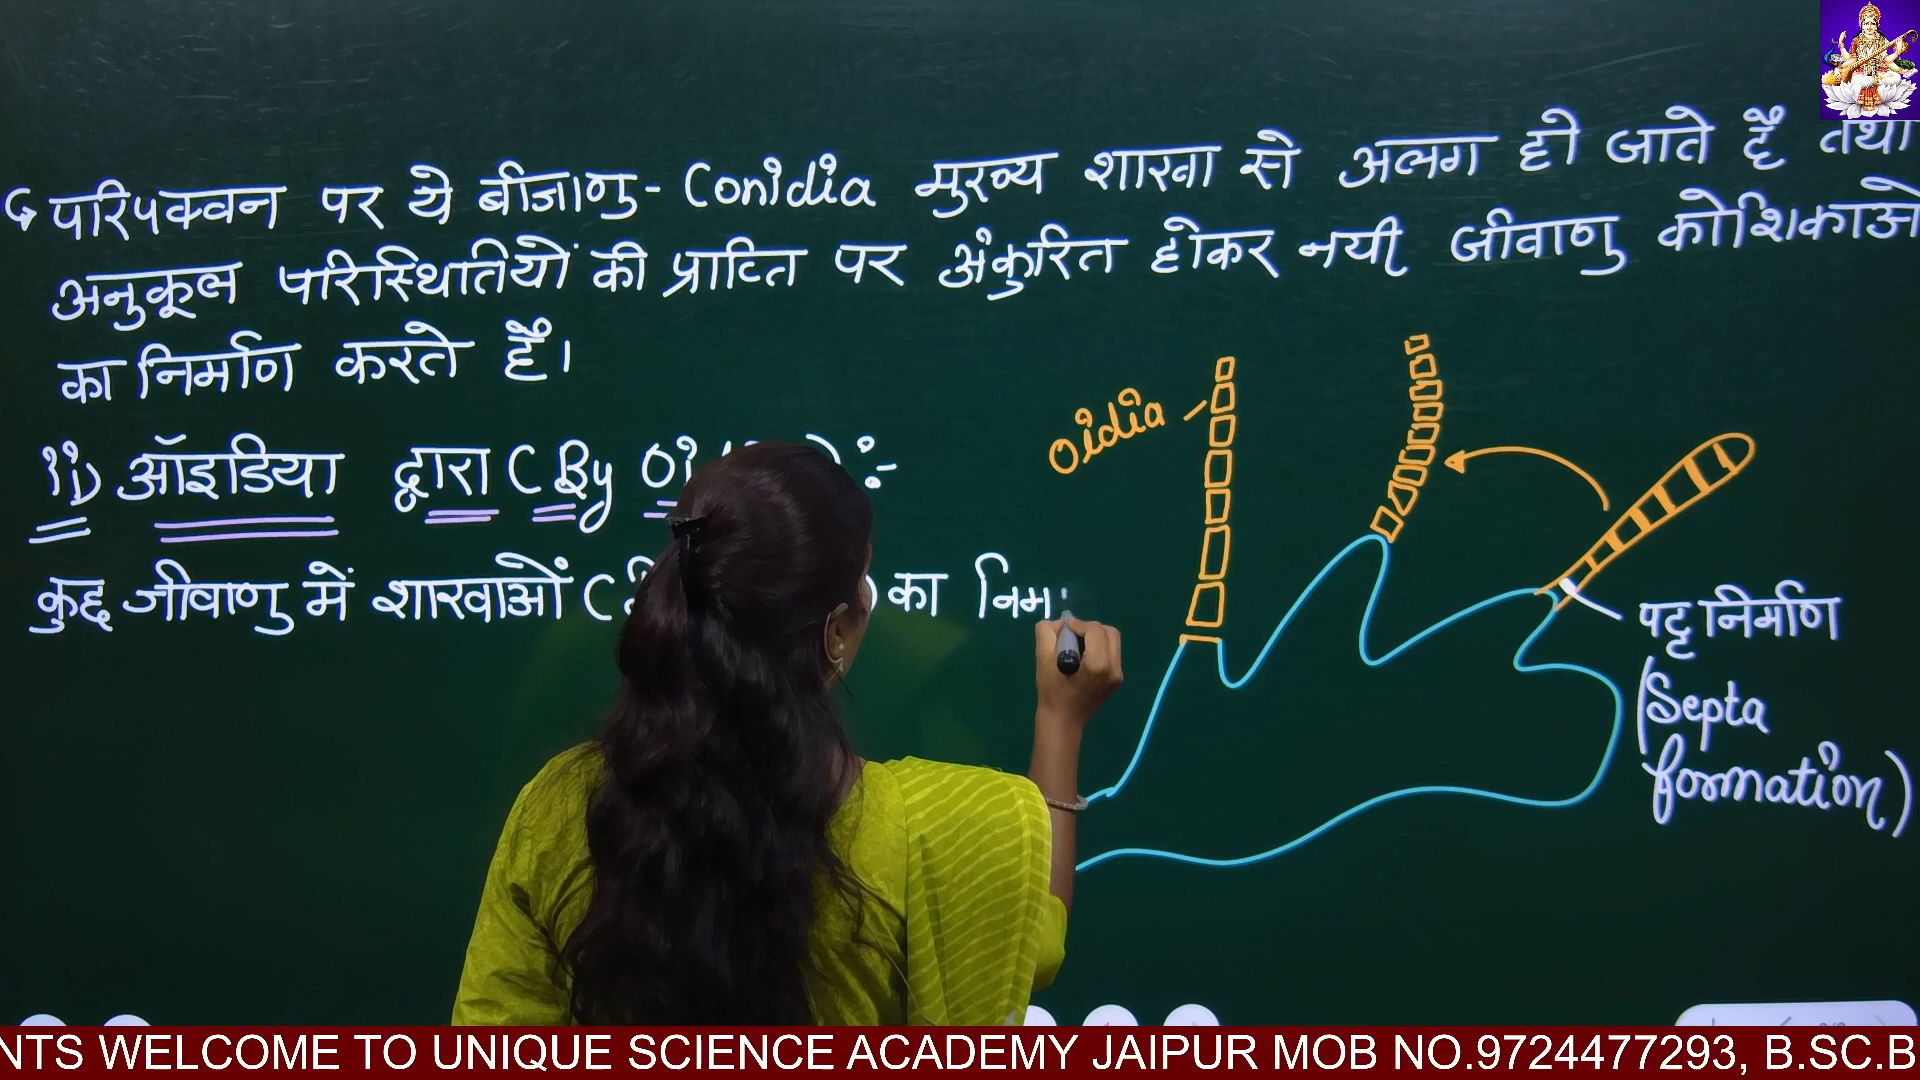 परिपक्वन पर ये बीजाणु - Conidia मुख्य शाखा से अलग हो जाते हैं तथा
अनुकूल परिस्थितियों की प्राप्ति पर अंकुरित होकर नयी जीवाणु कोशिकाओ
का निर्माण करते हैं।
ii) ऑइडिया द्वारा ( By Oi :-
कुछ जीवाणु में शाखाओं ( ) का निम
Oidia
पट्ट निर्माण
(Septa
formation)
NTS WELCOME TO UNIQUE SCIENCE ACADEMY JAIPUR MOB NO.9724477293, B.SC.B